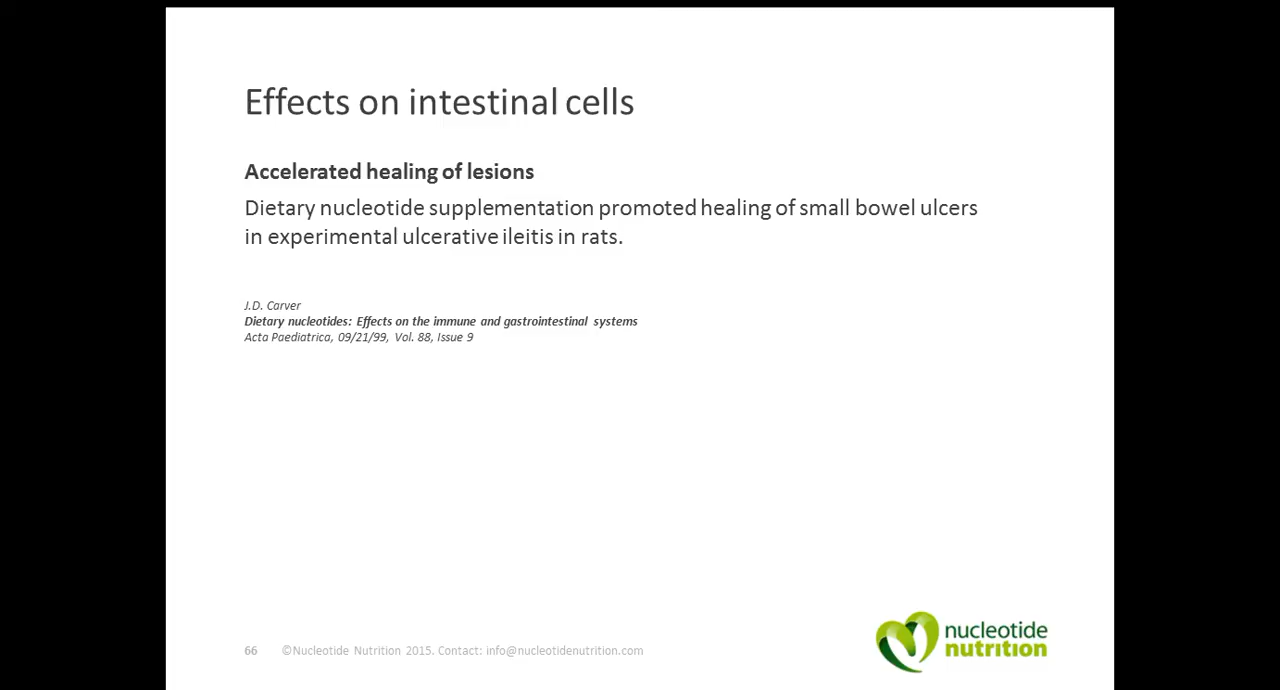 Effects on intestinal cells
Accelerated healing of lesions
Dietary nucleotide supplementation promoted healing of small bowel ulcers
in experimental ulcerative ileitis in rats.
J.D. Carver
Dietary nucleotides: Effects on the immune and gastrointestinal systems
Acta Paediatrica, 09/21/99, Vol. 88, Issue 9
66 ©Nucleotide Nutrition 2015. Contact: info@nucleotidenutrition.com
nucleotide
nutrition